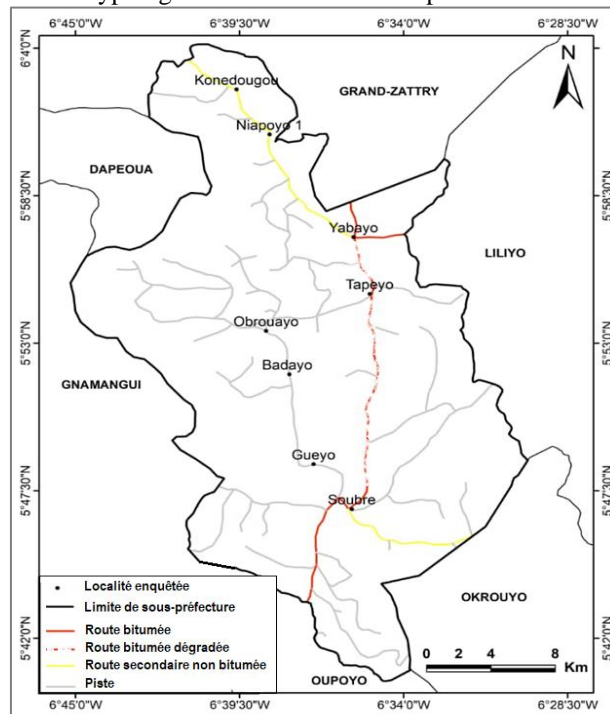 6°45'0"W 6°39'30"W 6°34'0"W 6°28'30"W
6°4'0"N
N
Konedougou
GRAND-ZATTRY
Niapoyo 1
DAPEOUA
5°58'30"N 5°58'30"N
Yabayo
LILIYO
Tapeyo
Obrouayo
5°53'0"N 5°53'0"N
Badayo
GNAMANGUI
Gueyo
5°47'30"N 5°47'30"N
Soubre
Localité enquêtée
Limite de sous-préfecture
OKROUYO
Route bitumée
5°42'0"N 5°42'0"N
Route bitumée dégradée
Route secondaire non bitumée
0 2 4 8
Km
Piste
OUPOYO
6°45'0"W 6°39'30"W 6°34'0"W 6°28'30"W